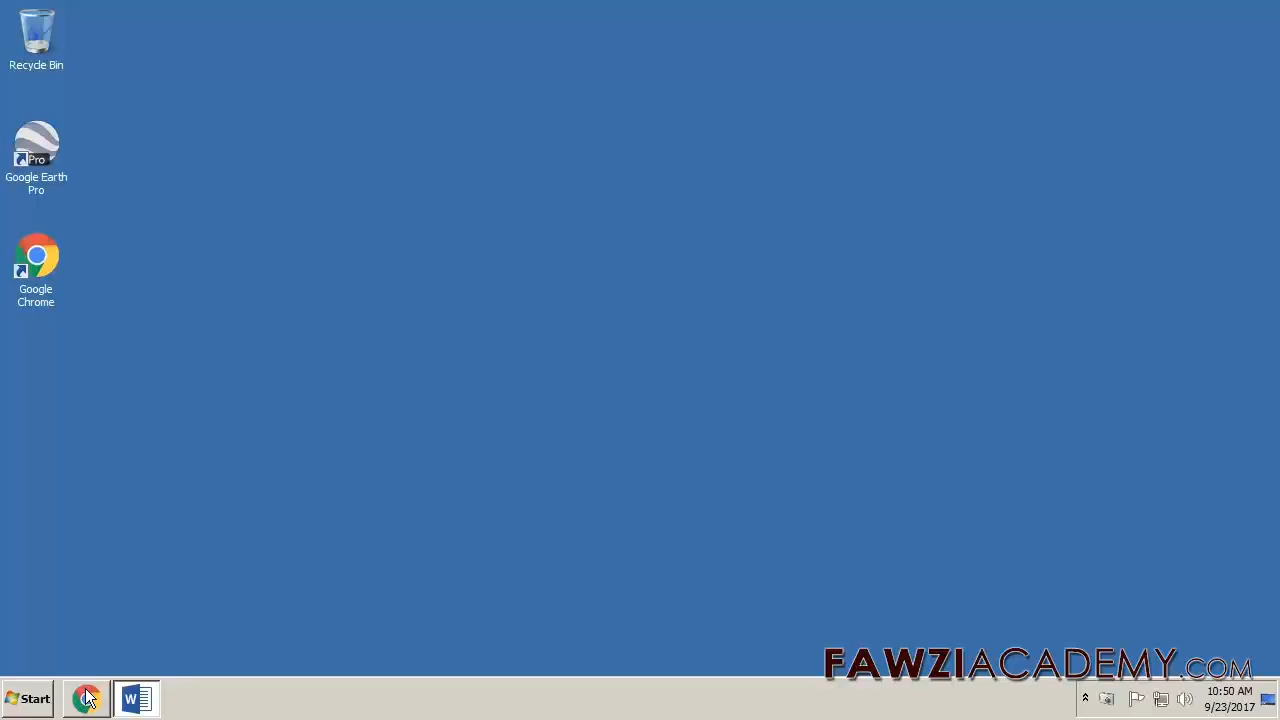 Recycle Bin
Pro
Google Earth
Pro
Google
Chrome
FAWZIACADEMY.COM
Start
W
10:50 AM
9/23/2017